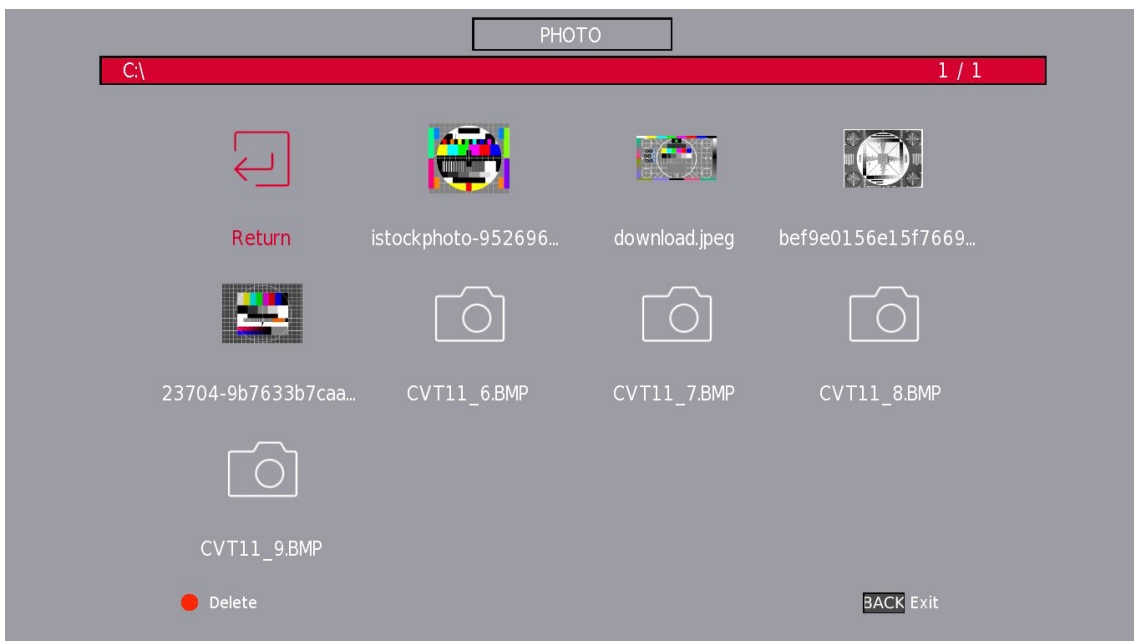 PHOTO
C:\ 1 / 1
Return istockphoto-952696... download.jpeg bef9e0156e15f7669...
23704-9b7633b7caa... CVT11_6.BMP CVT11_7.BMP CVT11_8.BMP
CVT11_9.BMP
Delete BACK Exit